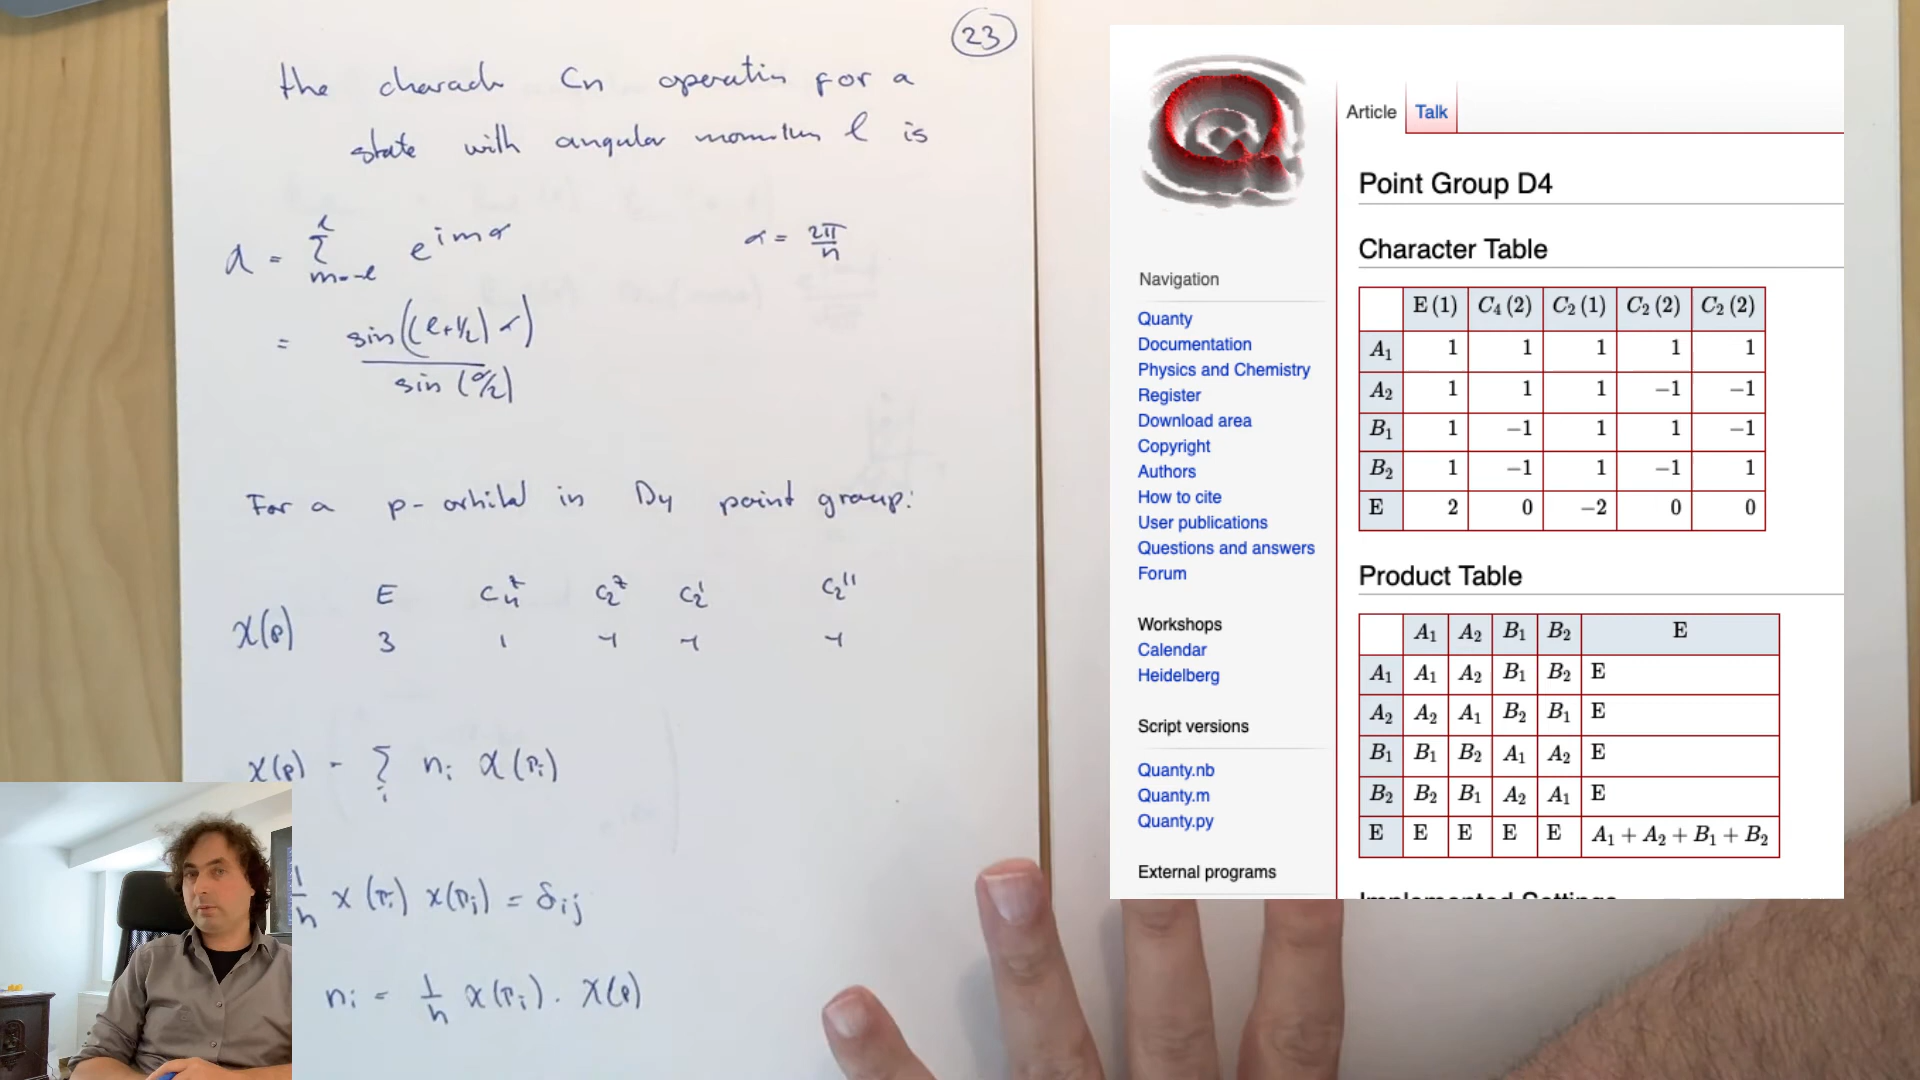 23
the charach Cn operatin for a
state with angular momentum l is
α = Σ m=-l l e^{imα} α = 2π/n
= sin((l+1/2)α) / sin(α/2)
For a p-orbital in D4 point group:
E C4^z C2^z C2' C2''
χ(p) 3 1 -1 -1 -1
χ(p) = Σ_i n_i χ(Γ_i)
1/h χ(Γ_i) χ(Γ_j) = δ_ij
n_i = 1/h χ(Γ_i) · χ(p)
Article Talk
Point Group D4
Character Table
E (1) C4 (2) C2 (1) C2 (2) C2 (2)
A1 1 1 1 1 1
A2 1 1 1 −1 −1
B1 1 −1 1 1 −1
B2 1 −1 1 −1 1
E 2 0 −2 0 0
Product Table
A1 A2 B1 B2 E
A1 A1 A2 B1 B2 E
A2 A2 A1 B2 B1 E
B1 B1 B2 A1 A2 E
B2 B2 B1 A2 A1 E
E E E E E A1 + A2 + B1 + B2
Implemented Settings
Navigation
Quanty
Documentation
Physics and Chemistry
Register
Download area
Copyright
Authors
How to cite
User publications
Questions and answers
Forum
Workshops
Calendar
Heidelberg
Script versions
Quanty.nb
Quanty.m
Quanty.py
External programs